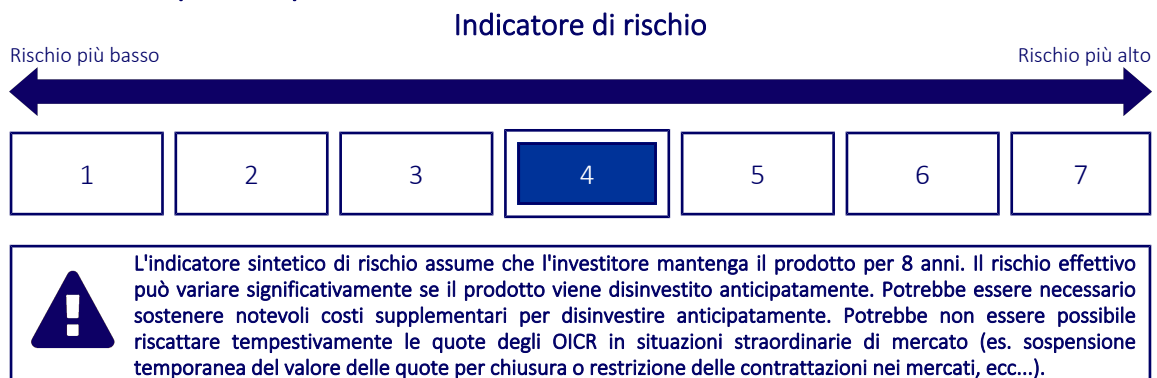 Indicatore di rischio
Rischio più basso Rischio più alto
1 2 3 4 5 6 7
L'indicatore sintetico di rischio assume che l'investitore mantenga il prodotto per 8 anni. Il rischio effettivo
può variare significativamente se il prodotto viene disinvestito anticipatamente. Potrebbe essere necessario
sostenere notevoli costi supplementari per disinvestire anticipatamente. Potrebbe non essere possibile
riscattare tempestivamente le quote degli OICR in situazioni straordinarie di mercato (es. sospensione
temporanea del valore delle quote per chiusura o restrizione delle contrattazioni nei mercati, ecc...).